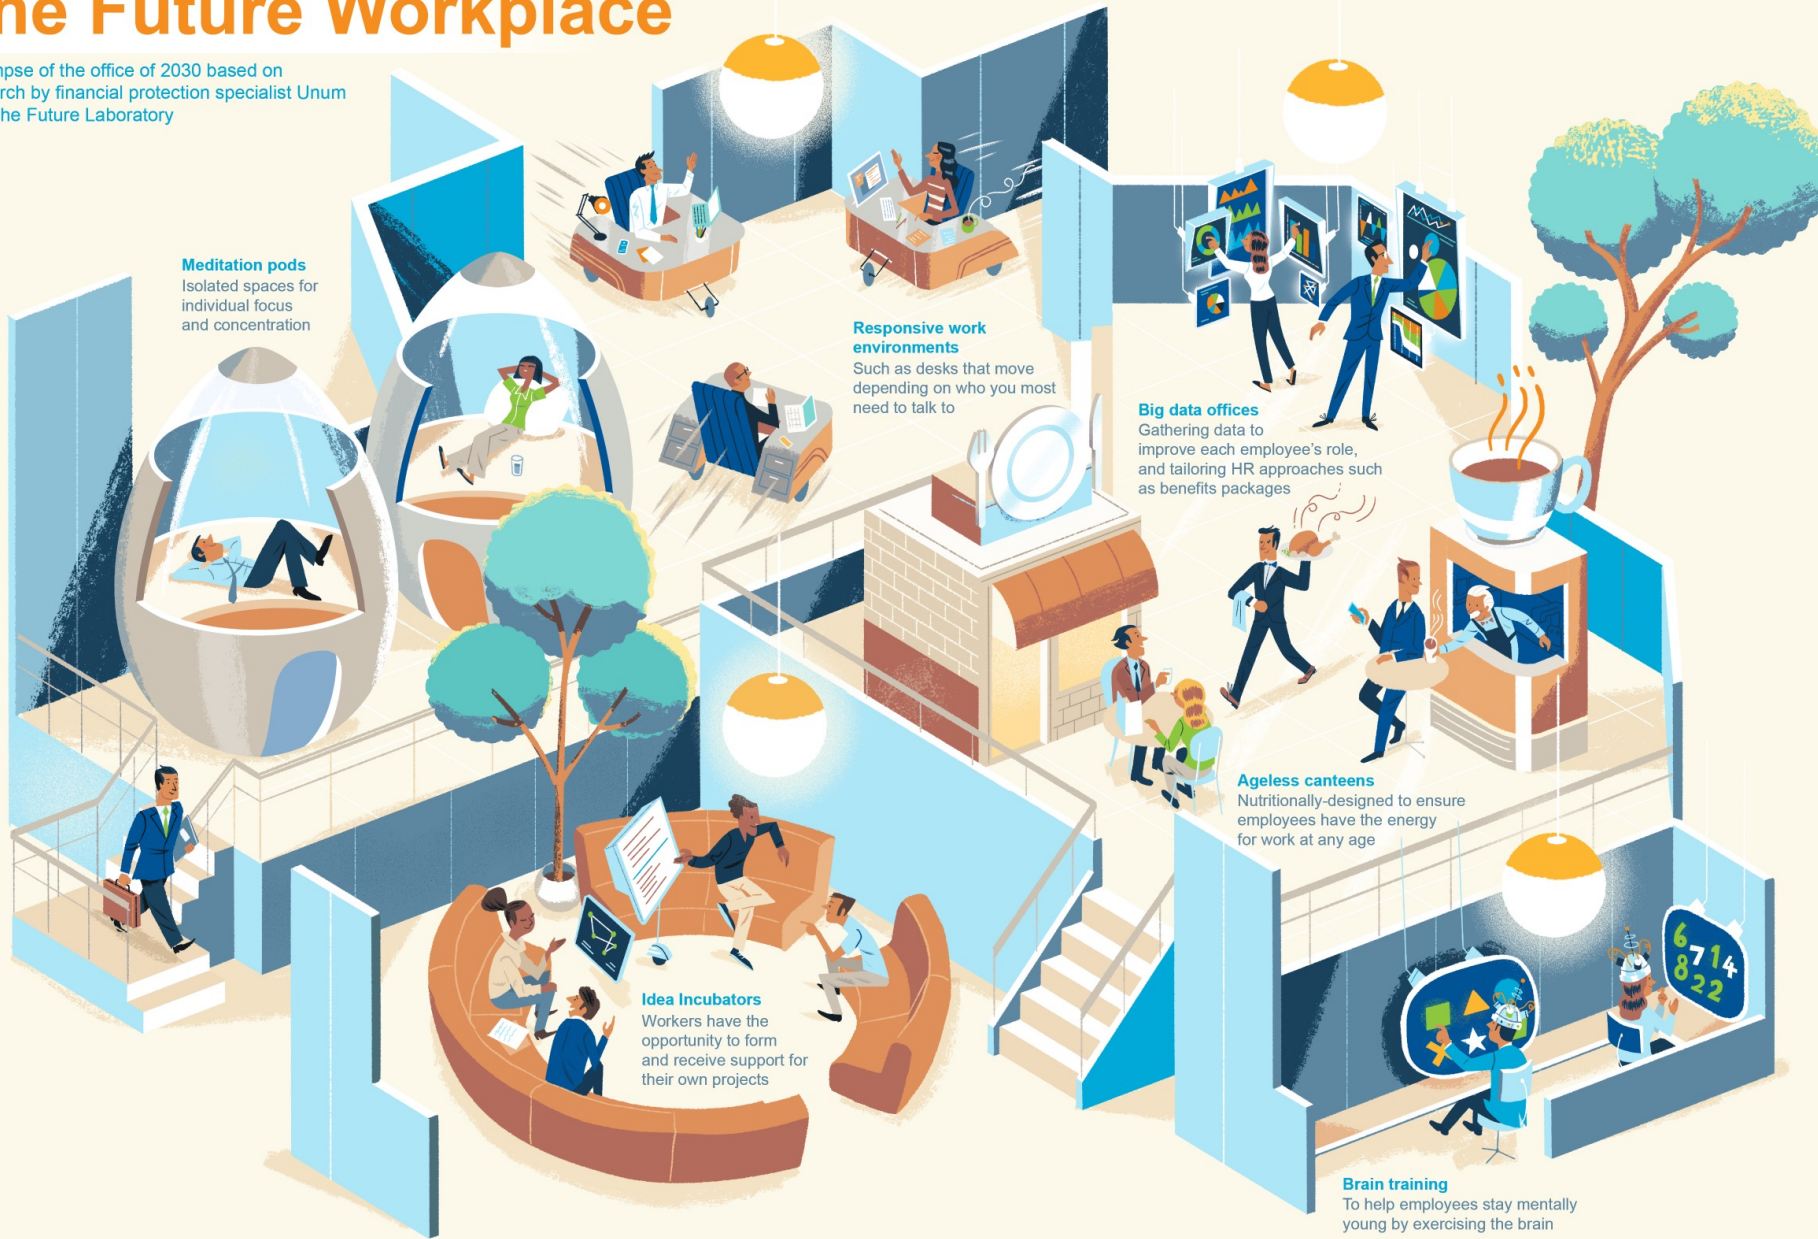 ne Future Workplace
npse of the office of 2030 based on
rch by financial protection specialist Unum
he Future Laboratory
Meditation pods
Isolated spaces for
individual focus
and concentration
Responsive work
environments
Such as desks that move
depending on who you most
need to talk to
Big data offices
Gathering data to
improve each employee's role,
and tailoring HR approaches such
as benefits packages
Ageless canteens
Nutritionally-designed to ensure
employees have the energy
for work at any age
Idea Incubators
Workers have the
opportunity to form
and receive support for
their own projects
6714
822
Brain training
To help employees stay mentally
young by exercising the brain